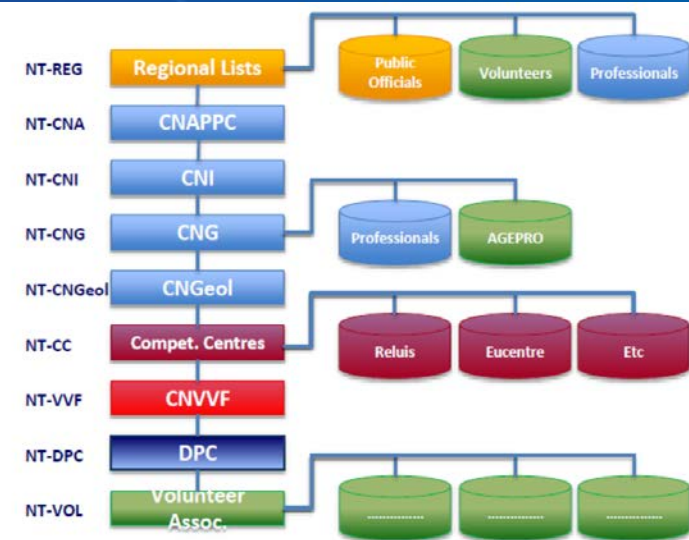 NT-REG Regional Lists Public Officials Volunteers Professionals
NT-CNA CNAPPC
NT-CNI CNI
NT-CNG CNG Professionals AGEPRO
NT-CNGeol CNGeol
NT-CC Compet. Centres Reluis Eucentre Etc
NT-VVF CNVVF
NT-DPC DPC
NT-VOL Volunteer Assoc. .............. .............. ..............